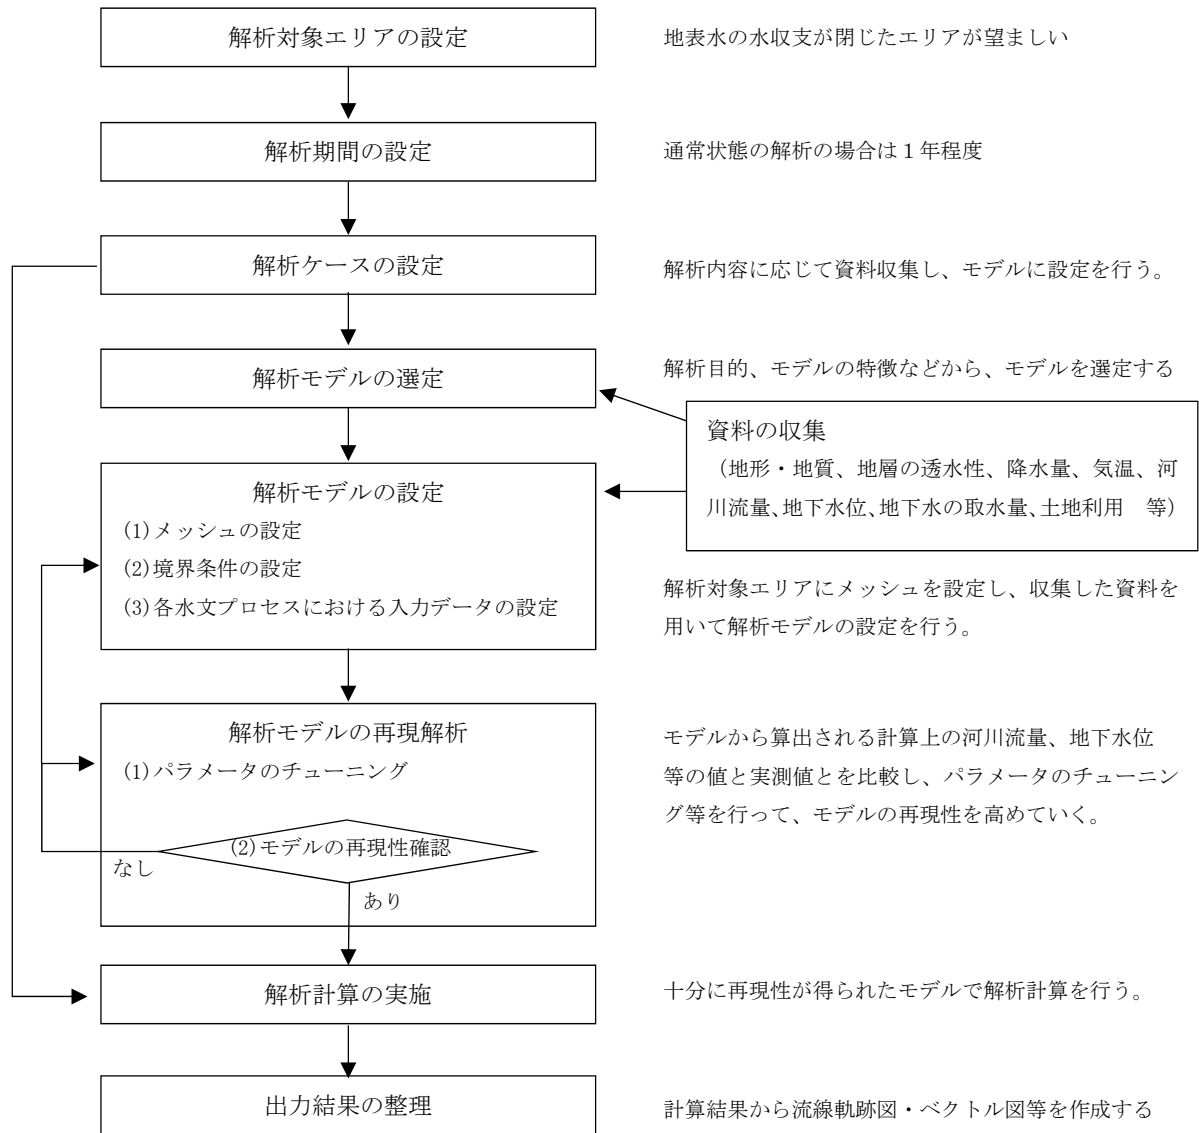 解析対象エリアの設定
地表水の水収支が閉じたエリアが望ましい
解析期間の設定
通常状態の解析の場合は１年程度
解析ケースの設定
解析内容に応じて資料収集し、モデルに設定を行う。
解析モデルの選定
解析目的、モデルの特徴などから、モデルを選定する
資料の収集
（地形・地質、地層の透水性、降水量、気温、河
川流量、地下水位、地下水の取水量、土地利用　等）
解析モデルの設定
(1)メッシュの設定
(2)境界条件の設定
(3)各水文プロセスにおける入力データの設定
解析対象エリアにメッシュを設定し、収集した資料を
用いて解析モデルの設定を行う。
解析モデルの再現解析
(1)パラメータのチューニング
(2)モデルの再現性確認
なし
あり
モデルから算出される計算上の河川流量、地下水位
等の値と実測値とを比較し、パラメータのチューニン
グ等を行って、モデルの再現性を高めていく。
解析計算の実施
十分に再現性が得られたモデルで解析計算を行う。
出力結果の整理
計算結果から流線軌跡図・ベクトル図等を作成する